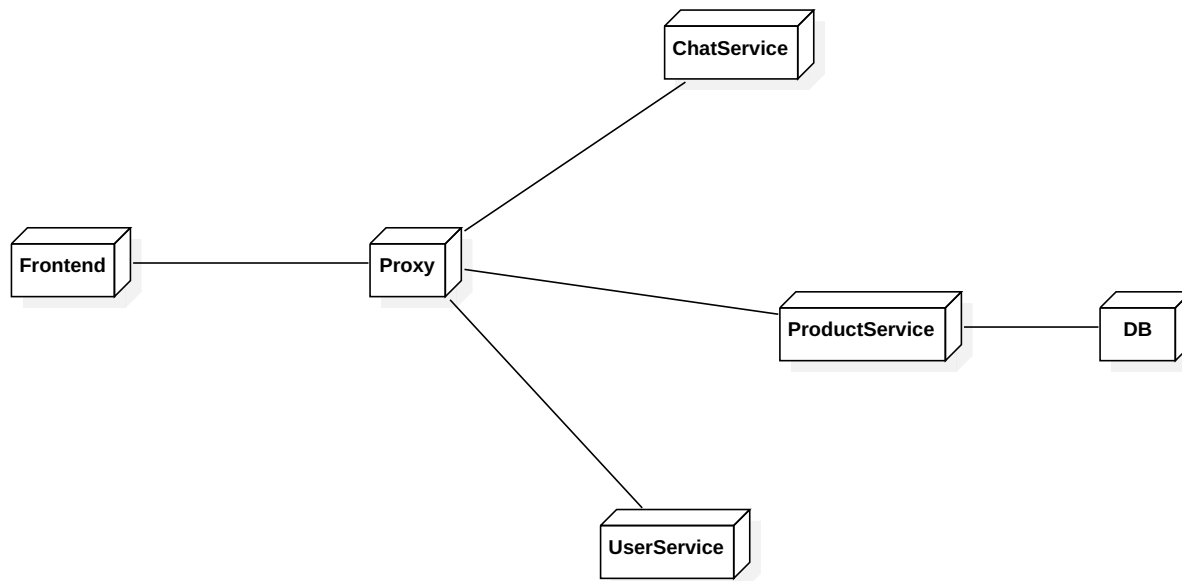 ChatService
Frontend
Proxy
ProductService
DB
UserService